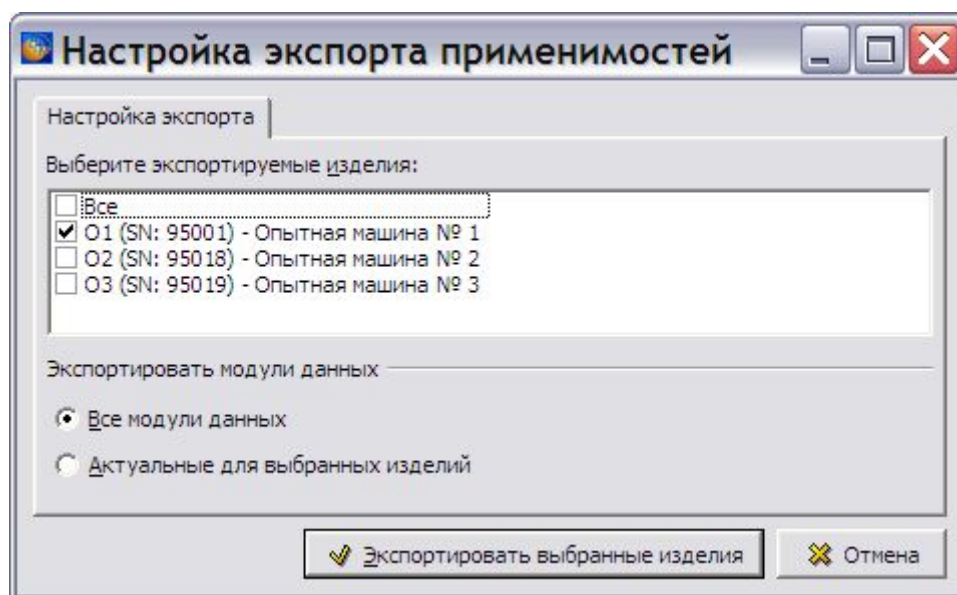 Настройка экспорта применимостей
Настройка экспорта
Выберите экспортируемые изделия:
Все
О1 (SN: 95001) - Опытная машина № 1
О2 (SN: 95018) - Опытная машина № 2
О3 (SN: 95019) - Опытная машина № 3
Экспортировать модули данных
Все модули данных
Актуальные для выбранных изделий
Экспортировать выбранные изделия
Отмена